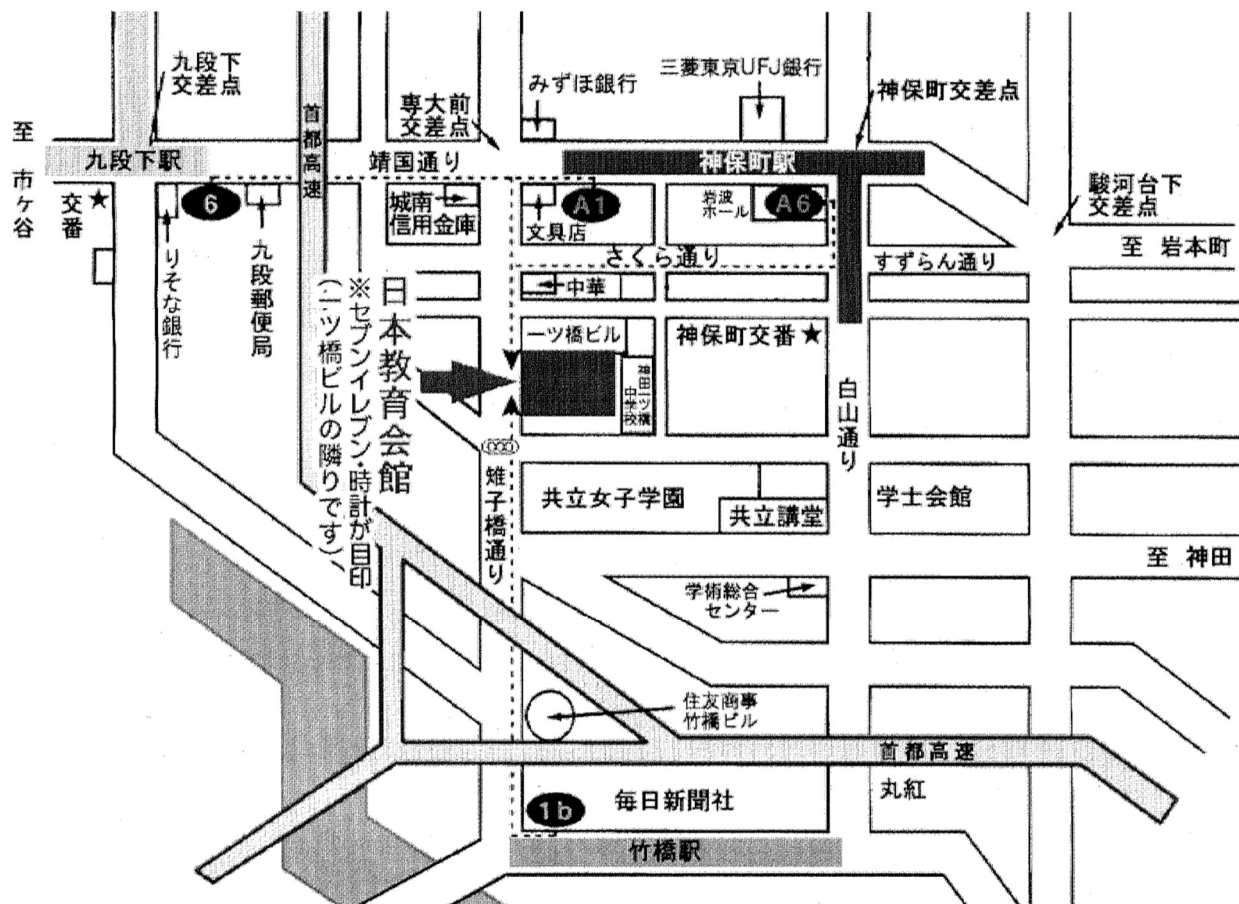 九段下
交差点
首都高速
専大前
交差点
みずほ銀行
三菱東京UFJ銀行
神保町交差点
至 市ヶ谷
九段下駅
靖国通り
神保町駅
駿河台下
交差点
交番
6
城南
信用金庫
文具店
A1
岩波
ホール
A6
至 岩本町
りそな銀行
九段郵便局
さくら通り
すずらん通り
中華
日本教育会館
※セブンイレブン・時計が目印
(一ツ橋ビルの隣りです)
一ツ橋ビル
神田一ツ橋
中学校
神保町交番
白山通り
雉子橋通り
共立女子学園
共立講堂
学士会館
至 神田
学術総合
センター
住友商事
竹橋ビル
首都高速
丸紅
毎日新聞社
1b
竹橋駅